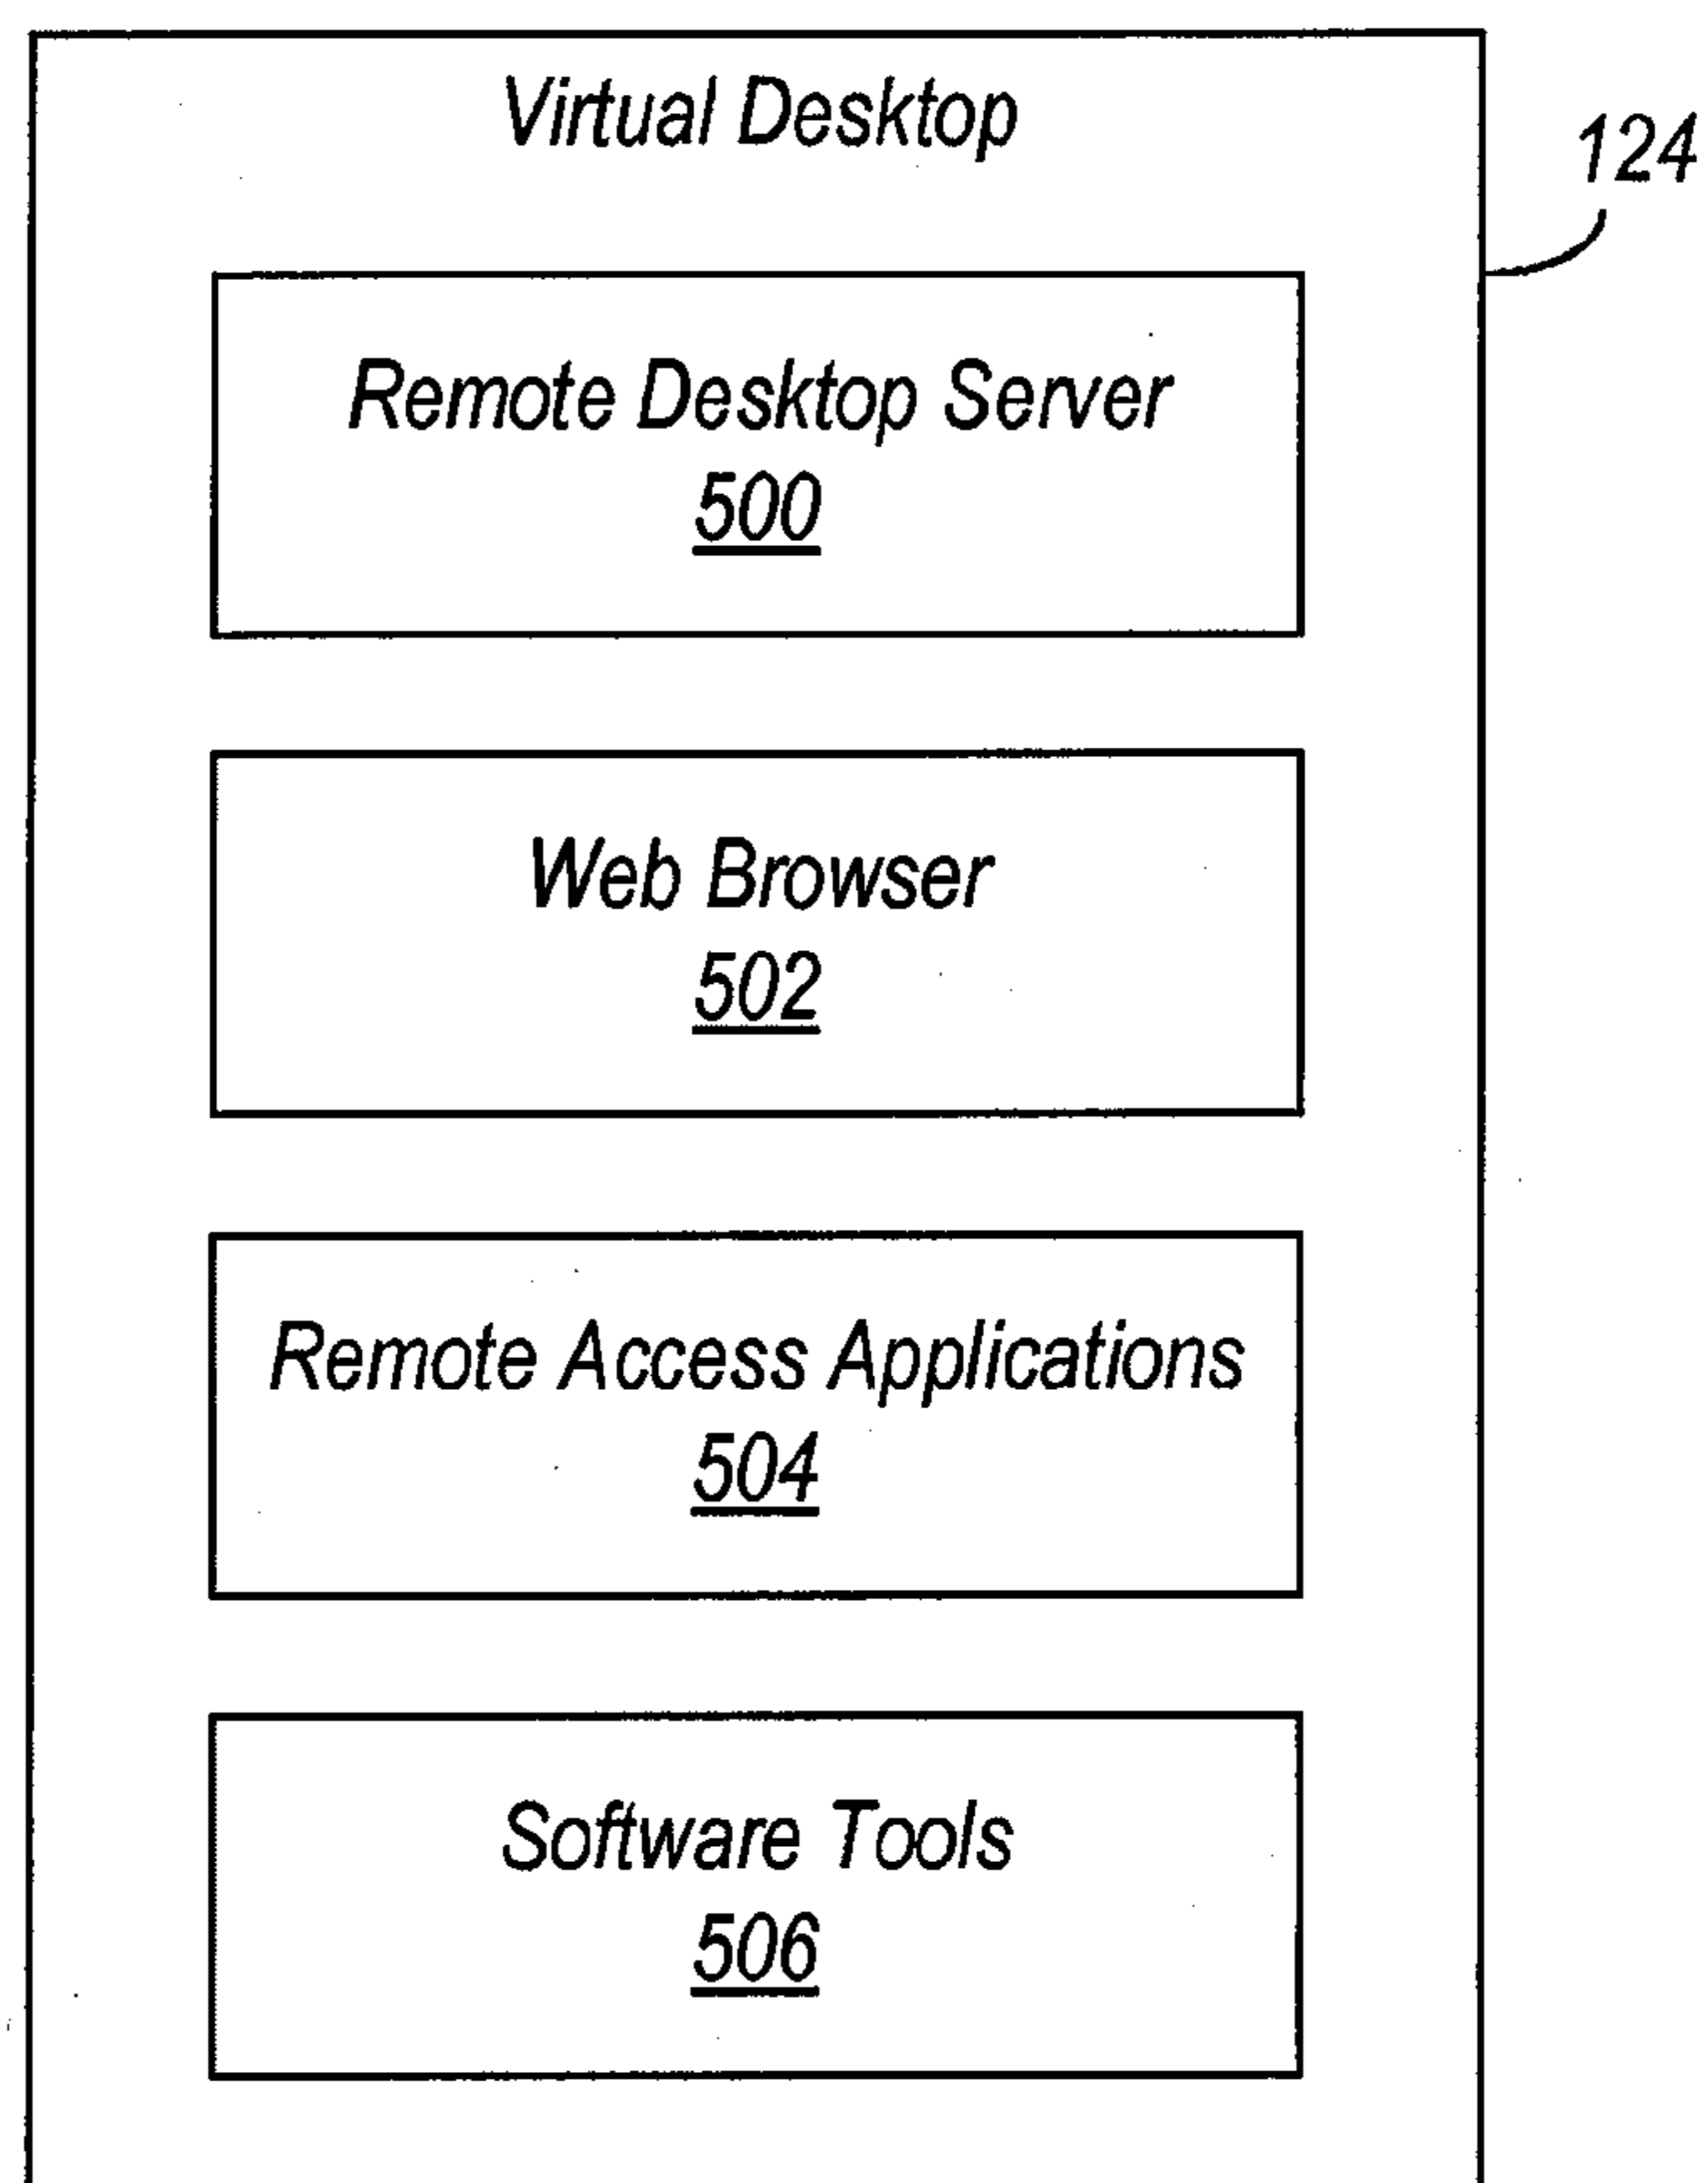 Virtual Desktop
124
Remote Desktop Server
500
Web Browser
502
Remote Access Applications
504
Software Tools
506